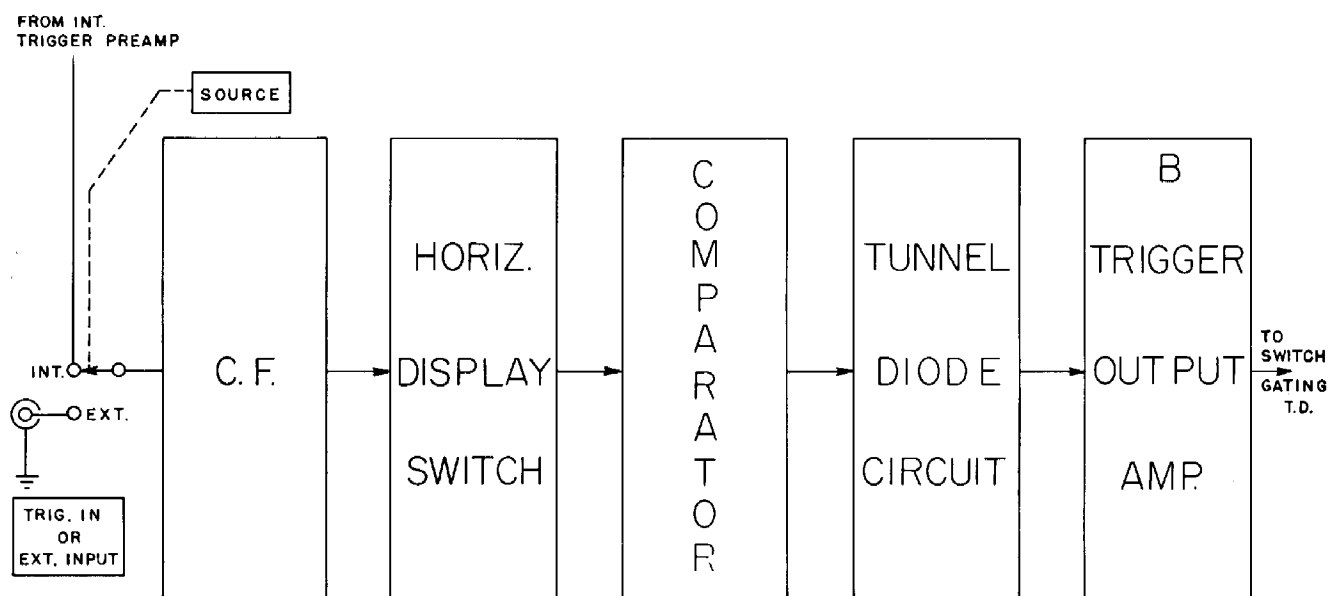 FROM INT.
TRIGGER PREAMP
SOURCE
INT.
EXT.
TRIG. IN
OR
EXT. INPUT
C.F.
HORIZ.
DISPLAY
SWITCH
COMPARATOR
TUNNEL
DIODE
CIRCUIT
B
TRIGGER
OUTPUT
AMP.
TO
SWITCH
GATING
T.D.